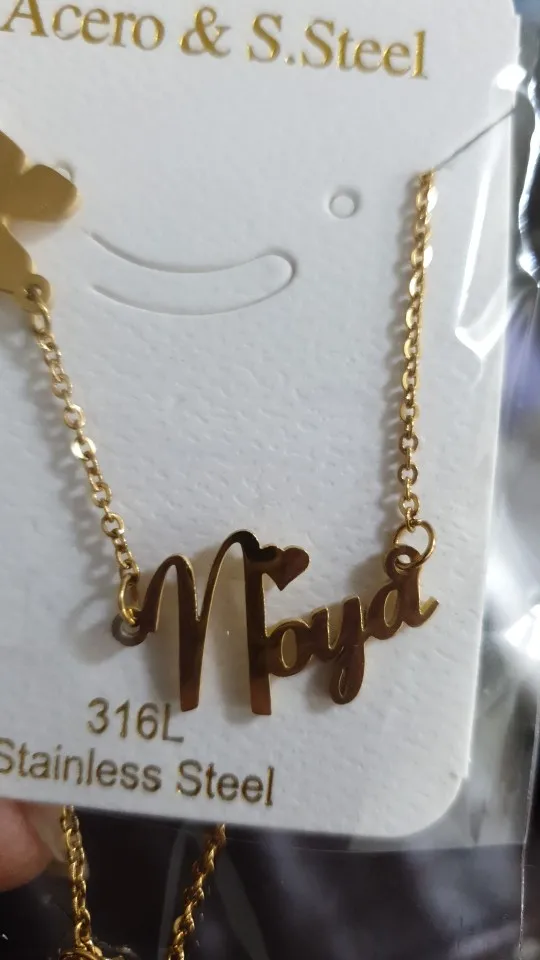 Acero & S.Steel
Noya
316L
Stainless Steel